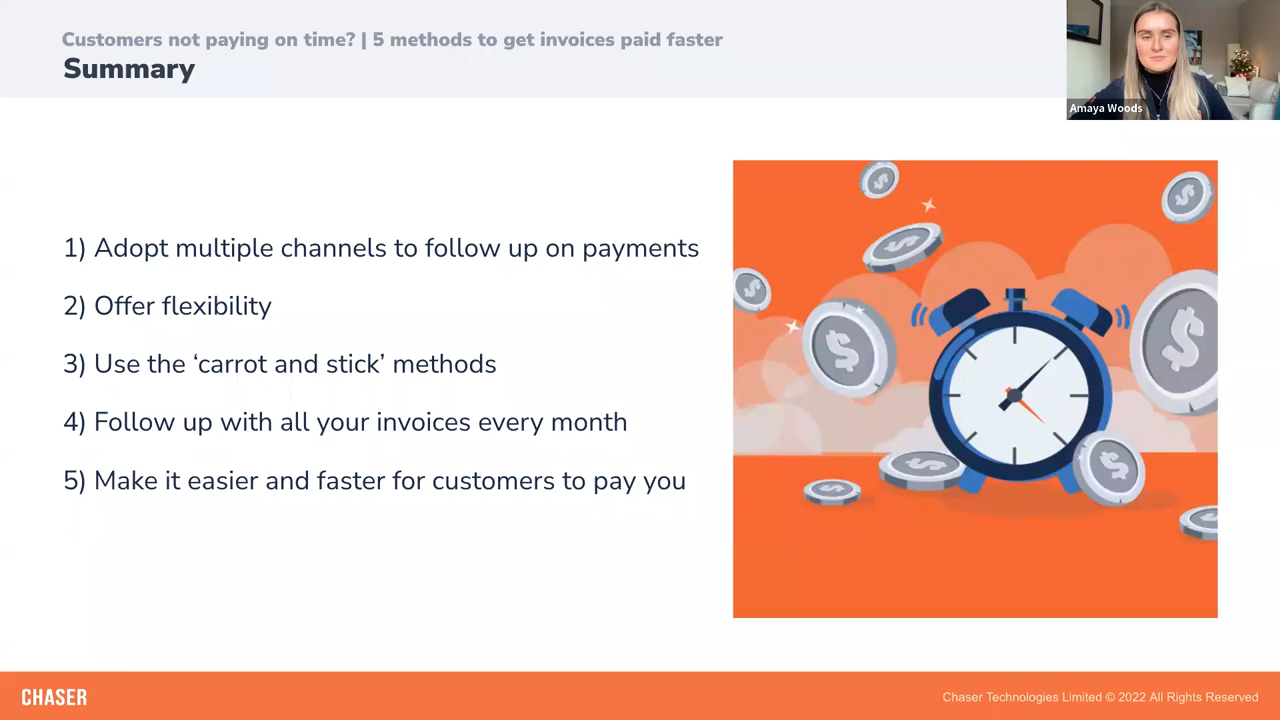 Customers not paying on time? | 5 methods to get invoices paid faster
Summary
Amaya Woods
1) Adopt multiple channels to follow up on payments
2) Offer flexibility
3) Use the ‘carrot and stick’ methods
4) Follow up with all your invoices every month
5) Make it easier and faster for customers to pay you
$
$
$
$
$
$
$
$
$
$
CHASER
Chaser Technologies Limited © 2022 All Rights Reserved